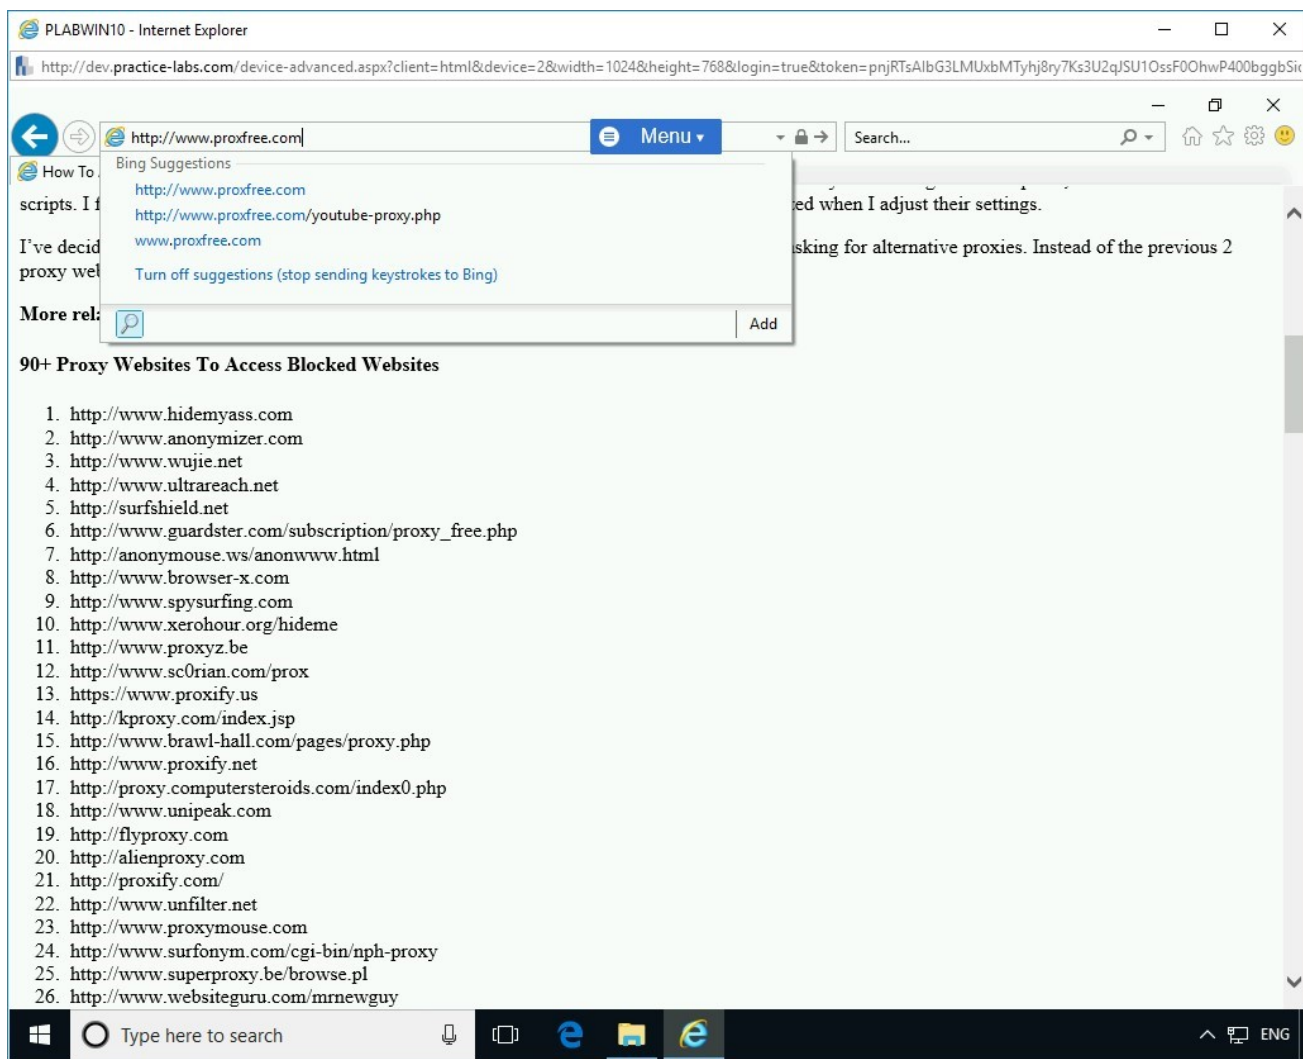 PLABWIN10 - Internet Explorer
http://dev.practice-labs.com/device-advanced.aspx?client=html&device=2&width=1024&height=768&login=true&token=pnjRTsAlbG3LMUxbMTyhj8ry7Ks3U2qJSU1OssF0OhwP400bggbSic
http://www.proxfree.com
Menu
Search...
How To
Bing Suggestions
http://www.proxfree.com
http://www.proxfree.com/youtube-proxy.php
www.proxfree.com
Turn off suggestions (stop sending keystrokes to Bing)
Add
scripts. I f ted when I adjust their settings.
I've decid asking for alternative proxies. Instead of the previous 2
proxy wel
More rela
90+ Proxy Websites To Access Blocked Websites
1. http://www.hidemyass.com
2. http://www.anonymizer.com
3. http://www.wujie.net
4. http://www.ultrareach.net
5. http://surfshield.net
6. http://www.guardster.com/subscription/proxy_free.php
7. http://anonymouse.ws/anonwww.html
8. http://www.browser-x.com
9. http://www.spysurfing.com
10. http://www.xerohour.org/hideme
11. http://www.proxyz.be
12. http://www.sc0rian.com/prox
13. https://www.proxify.us
14. http://kproxy.com/index.jsp
15. http://www.brawl-hall.com/pages/proxy.php
16. http://www.proxify.net
17. http://proxy.computersteroids.com/index0.php
18. http://www.unipeak.com
19. http://flyproxy.com
20. http://alienproxy.com
21. http://proxify.com/
22. http://www.unfilter.net
23. http://www.proxymouse.com
24. http://www.surfonym.com/cgi-bin/nph-proxy
25. http://www.superproxy.be/browse.pl
26. http://www.websiteguru.com/mrnewguy
Type here to search
ENG